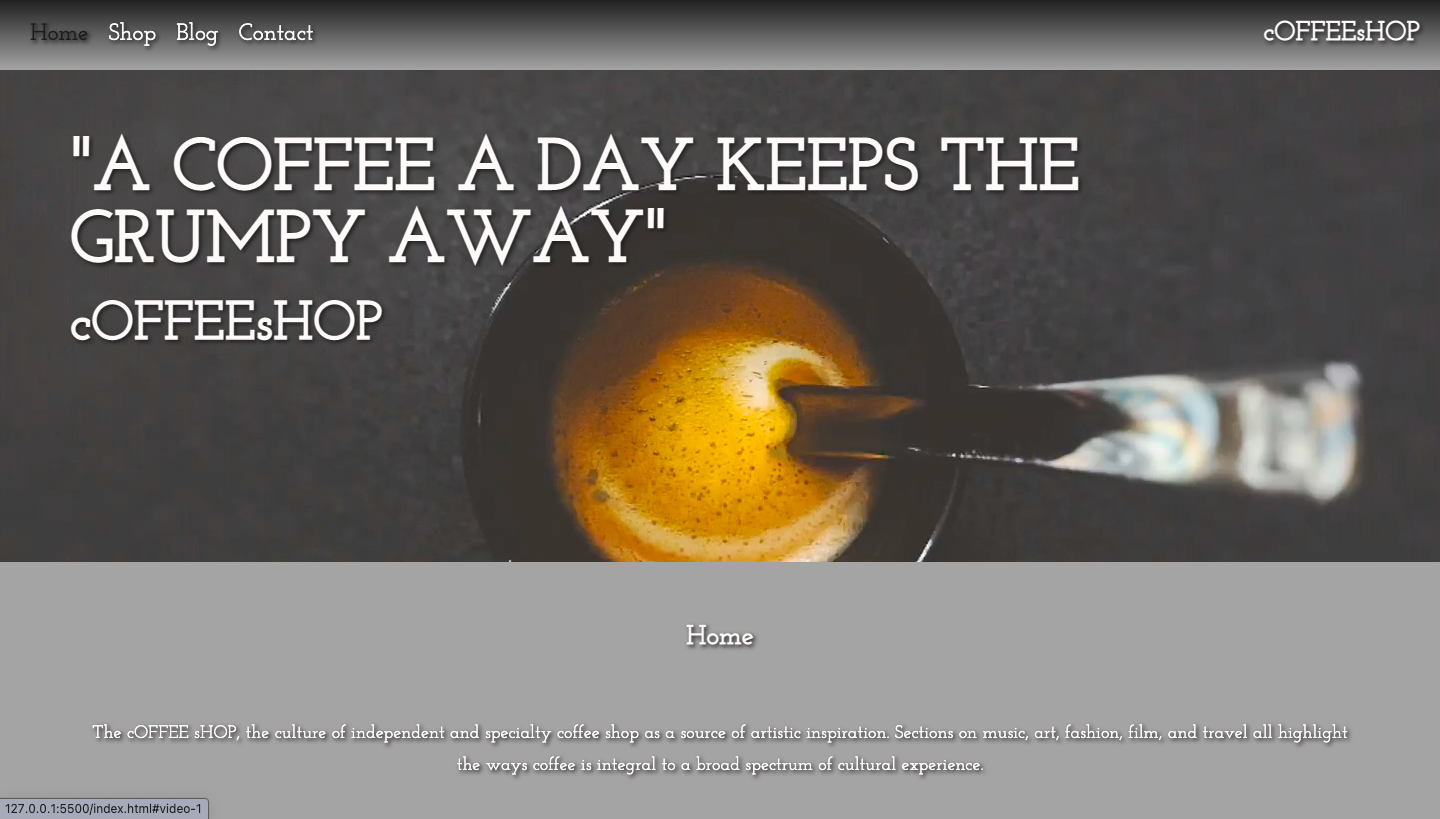 Home Shop Blog Contact cOFFEEsHOP
"A COFFEE A DAY KEEPS THE
GRUMPY AWAY"
cOFFEEsHOP
Home
The cOFFEE sHOP, the culture of independent and specialty coffee shop as a source of artistic inspiration. Sections on music, art, fashion, film, and travel all highlight
the ways coffee is integral to a broad spectrum of cultural experience.
127.0.0.1:5500/index.html#video-1